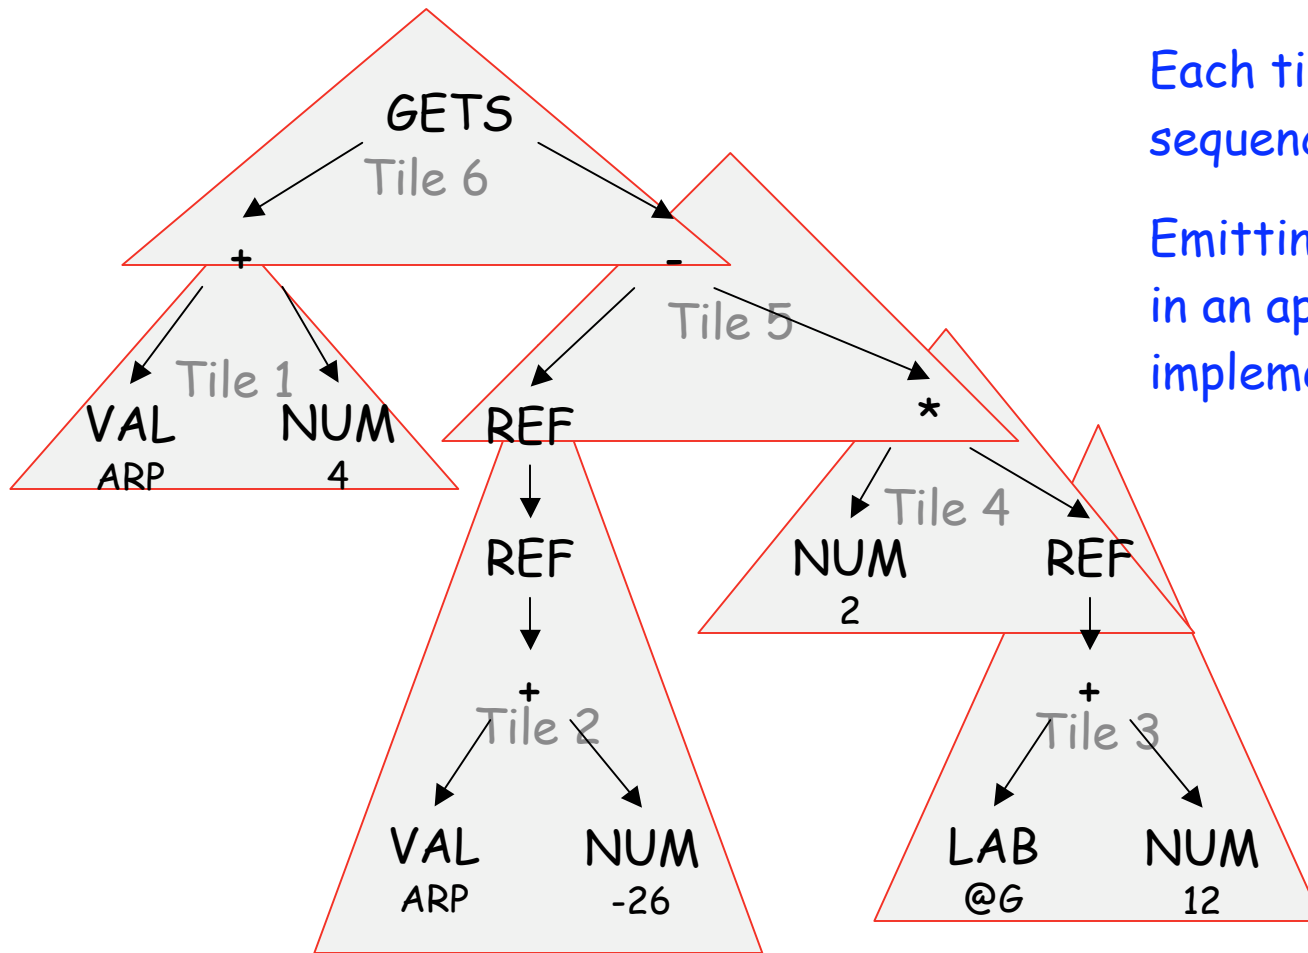 Each ti
sequenc
GETS
Tile 6
Emittin
+ -
in an ap
Tile 5
Tile 1
impleme
VAL NUM REF *
ARP 4
Tile 4
REF NUM REF
2
+ +
Tile 2 Tile 3
VAL NUM LAB NUM
ARP -26 @G 12